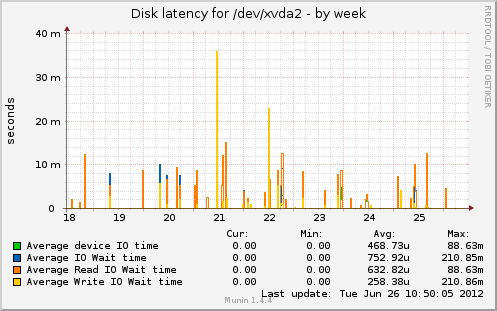 Disk latency for /dev/xvda2 - by week
RRDTOOL / TOBI OETIKER
seconds
40 m
30 m
20 m
10 m
0
18 19 20 21 22 23 24 25
Cur: Min: Avg: Max:
Average device IO time 0.00 0.00 468.73u 88.63m
Average IO Wait time 0.00 0.00 752.92u 210.85m
Average Read IO Wait time 0.00 0.00 632.82u 88.63m
Average Write IO Wait time 0.00 0.00 258.38u 210.86m
Last update: Tue Jun 26 10:50:05 2012
Munin 1.4.4